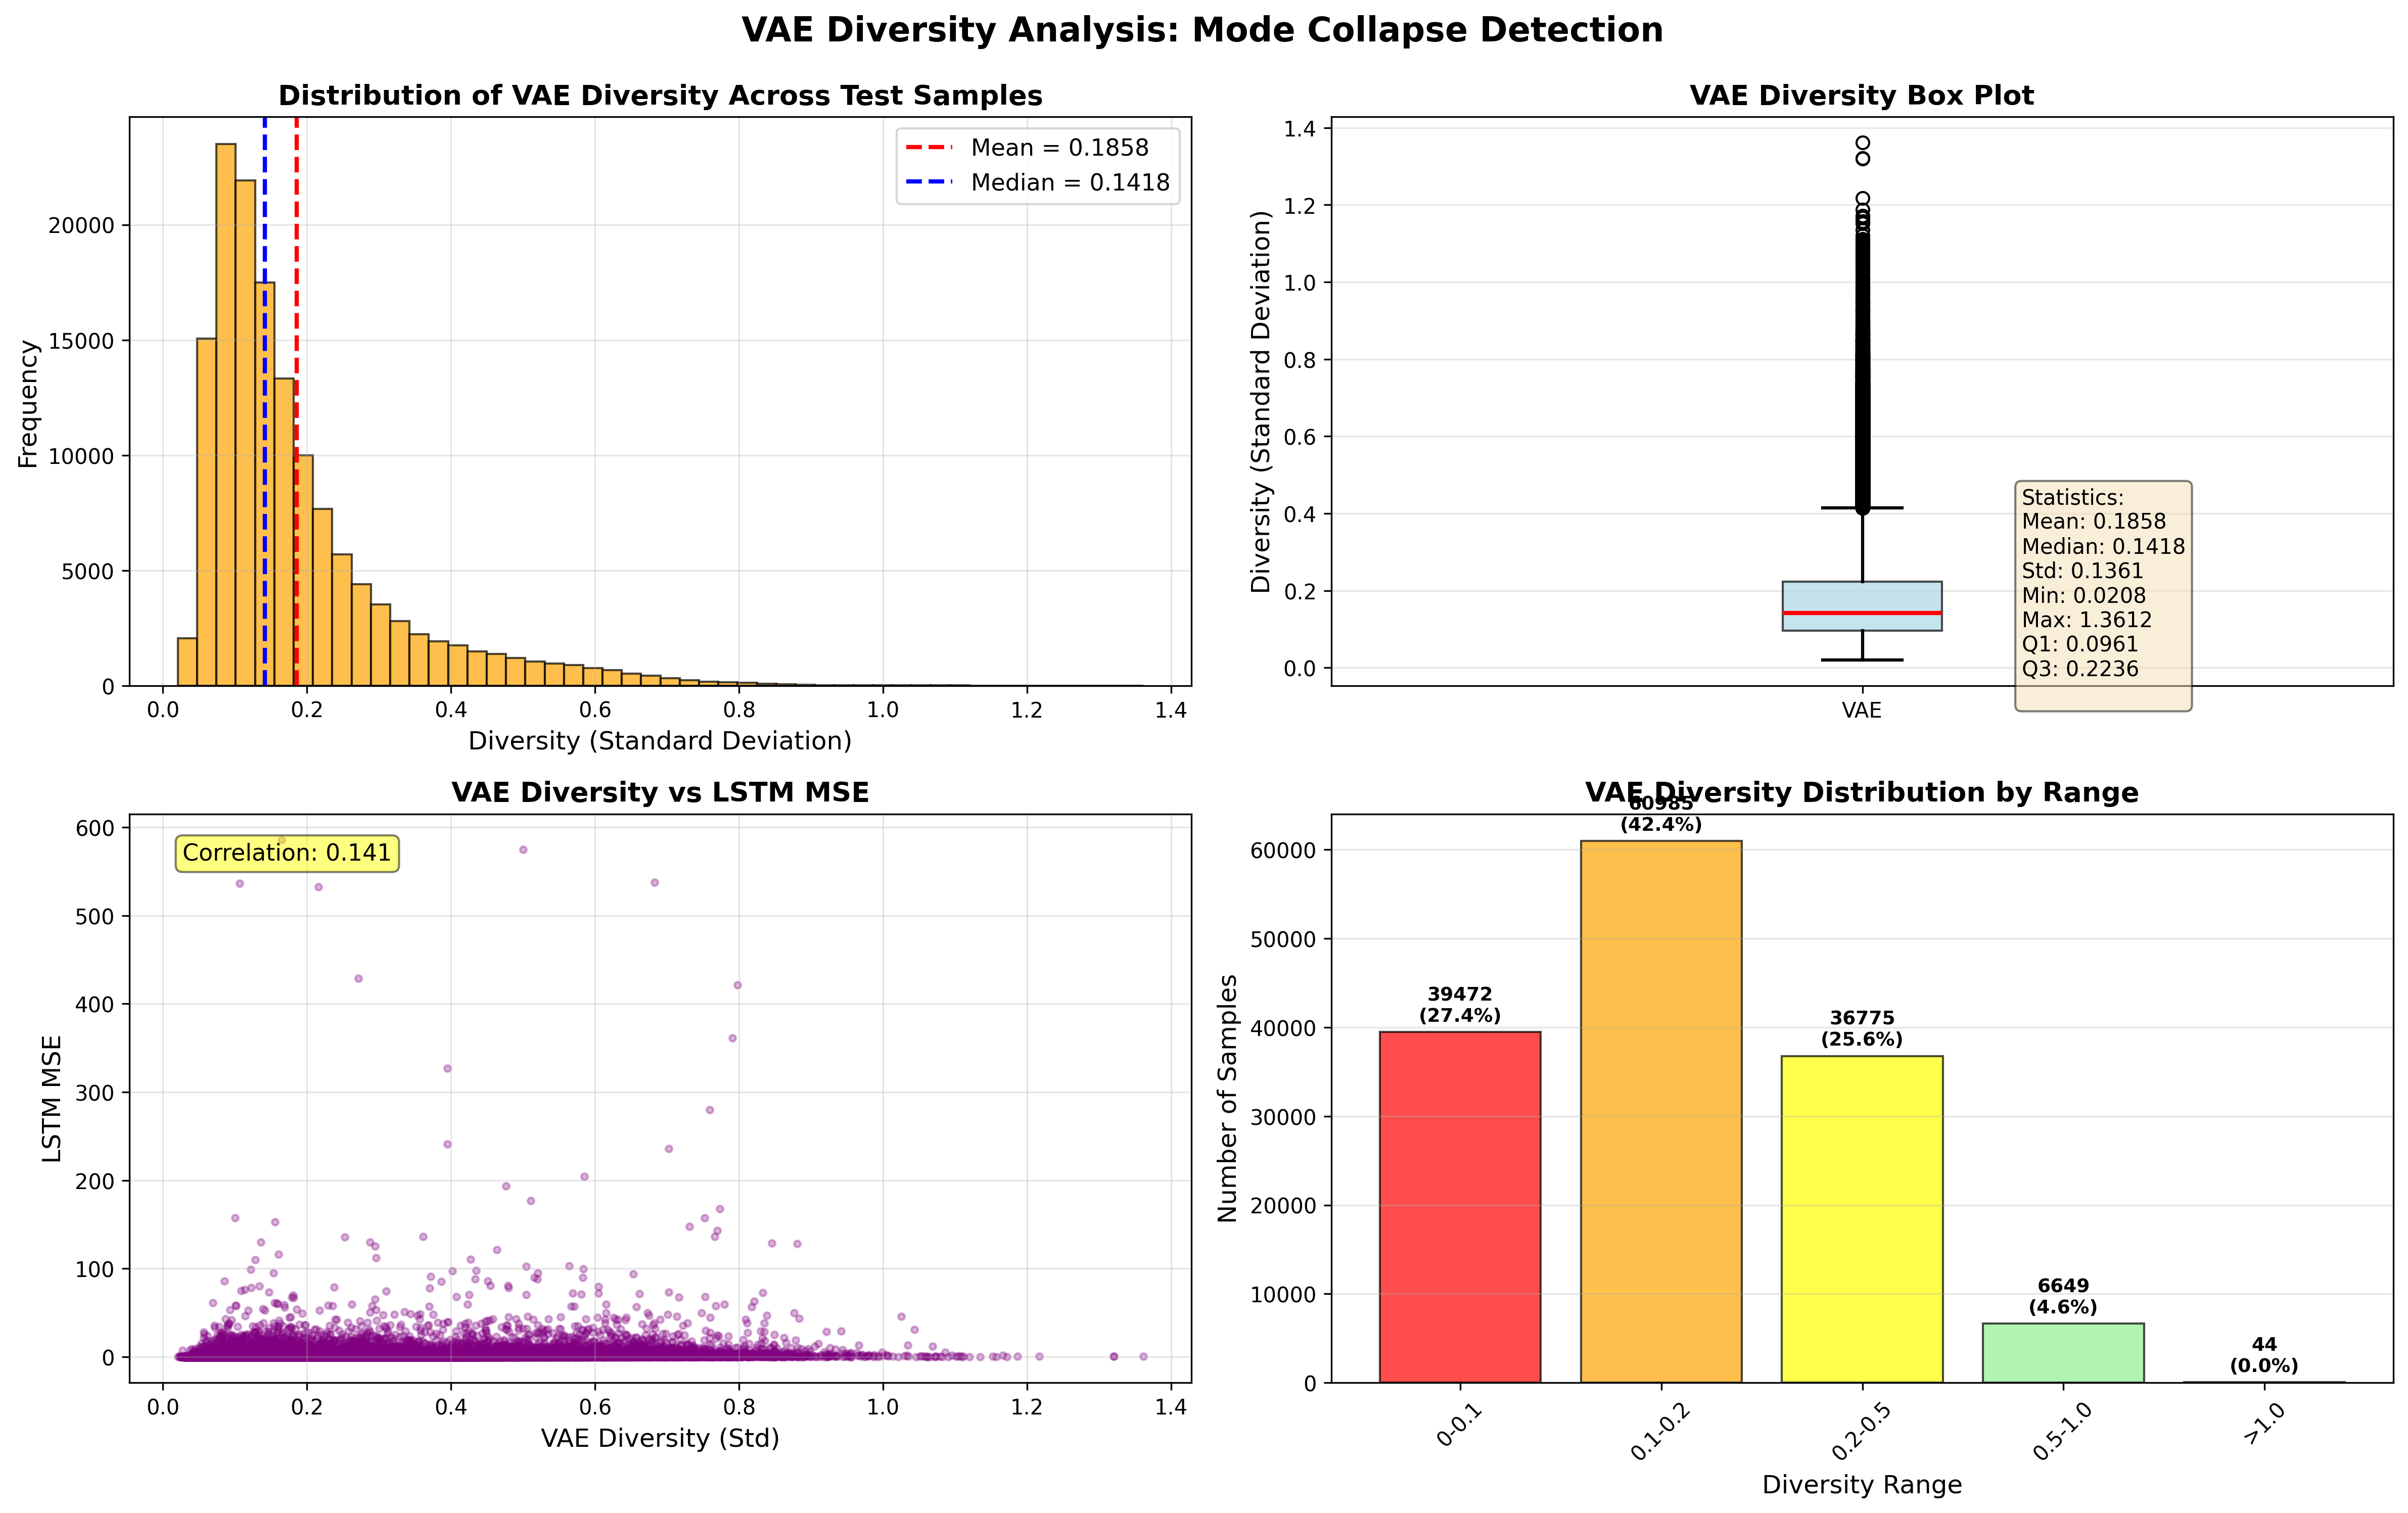 VAE Diversity Analysis: Mode Collapse Detection
Distribution of VAE Diversity Across Test Samples
Mean = 0.1858
Median = 0.1418
Frequency
20000
15000
10000
5000
0
0.0 0.2 0.4 0.6 0.8 1.0 1.2 1.4
Diversity (Standard Deviation)
VAE Diversity Box Plot
Diversity (Standard Deviation)
1.4
1.2
1.0
0.8
0.6
0.4
0.2
0.0
Statistics:
Mean: 0.1858
Median: 0.1418
Std: 0.1361
Min: 0.0208
Max: 1.3612
Q1: 0.0961
Q3: 0.2236
VAE
VAE Diversity vs LSTM MSE
Correlation: 0.141
LSTM MSE
600
500
400
300
200
100
0
0.0 0.2 0.4 0.6 0.8 1.0 1.2 1.4
VAE Diversity (Std)
VAE Diversity Distribution by Range
Number of Samples
60000
50000
40000
30000
20000
10000
0
39472
(27.4%)
60985
(42.4%)
36775
(25.6%)
6649
(4.6%)
44
(0.0%)
0-0.1
0.1-0.2
0.2-0.5
0.5-1.0
>1.0
Diversity Range